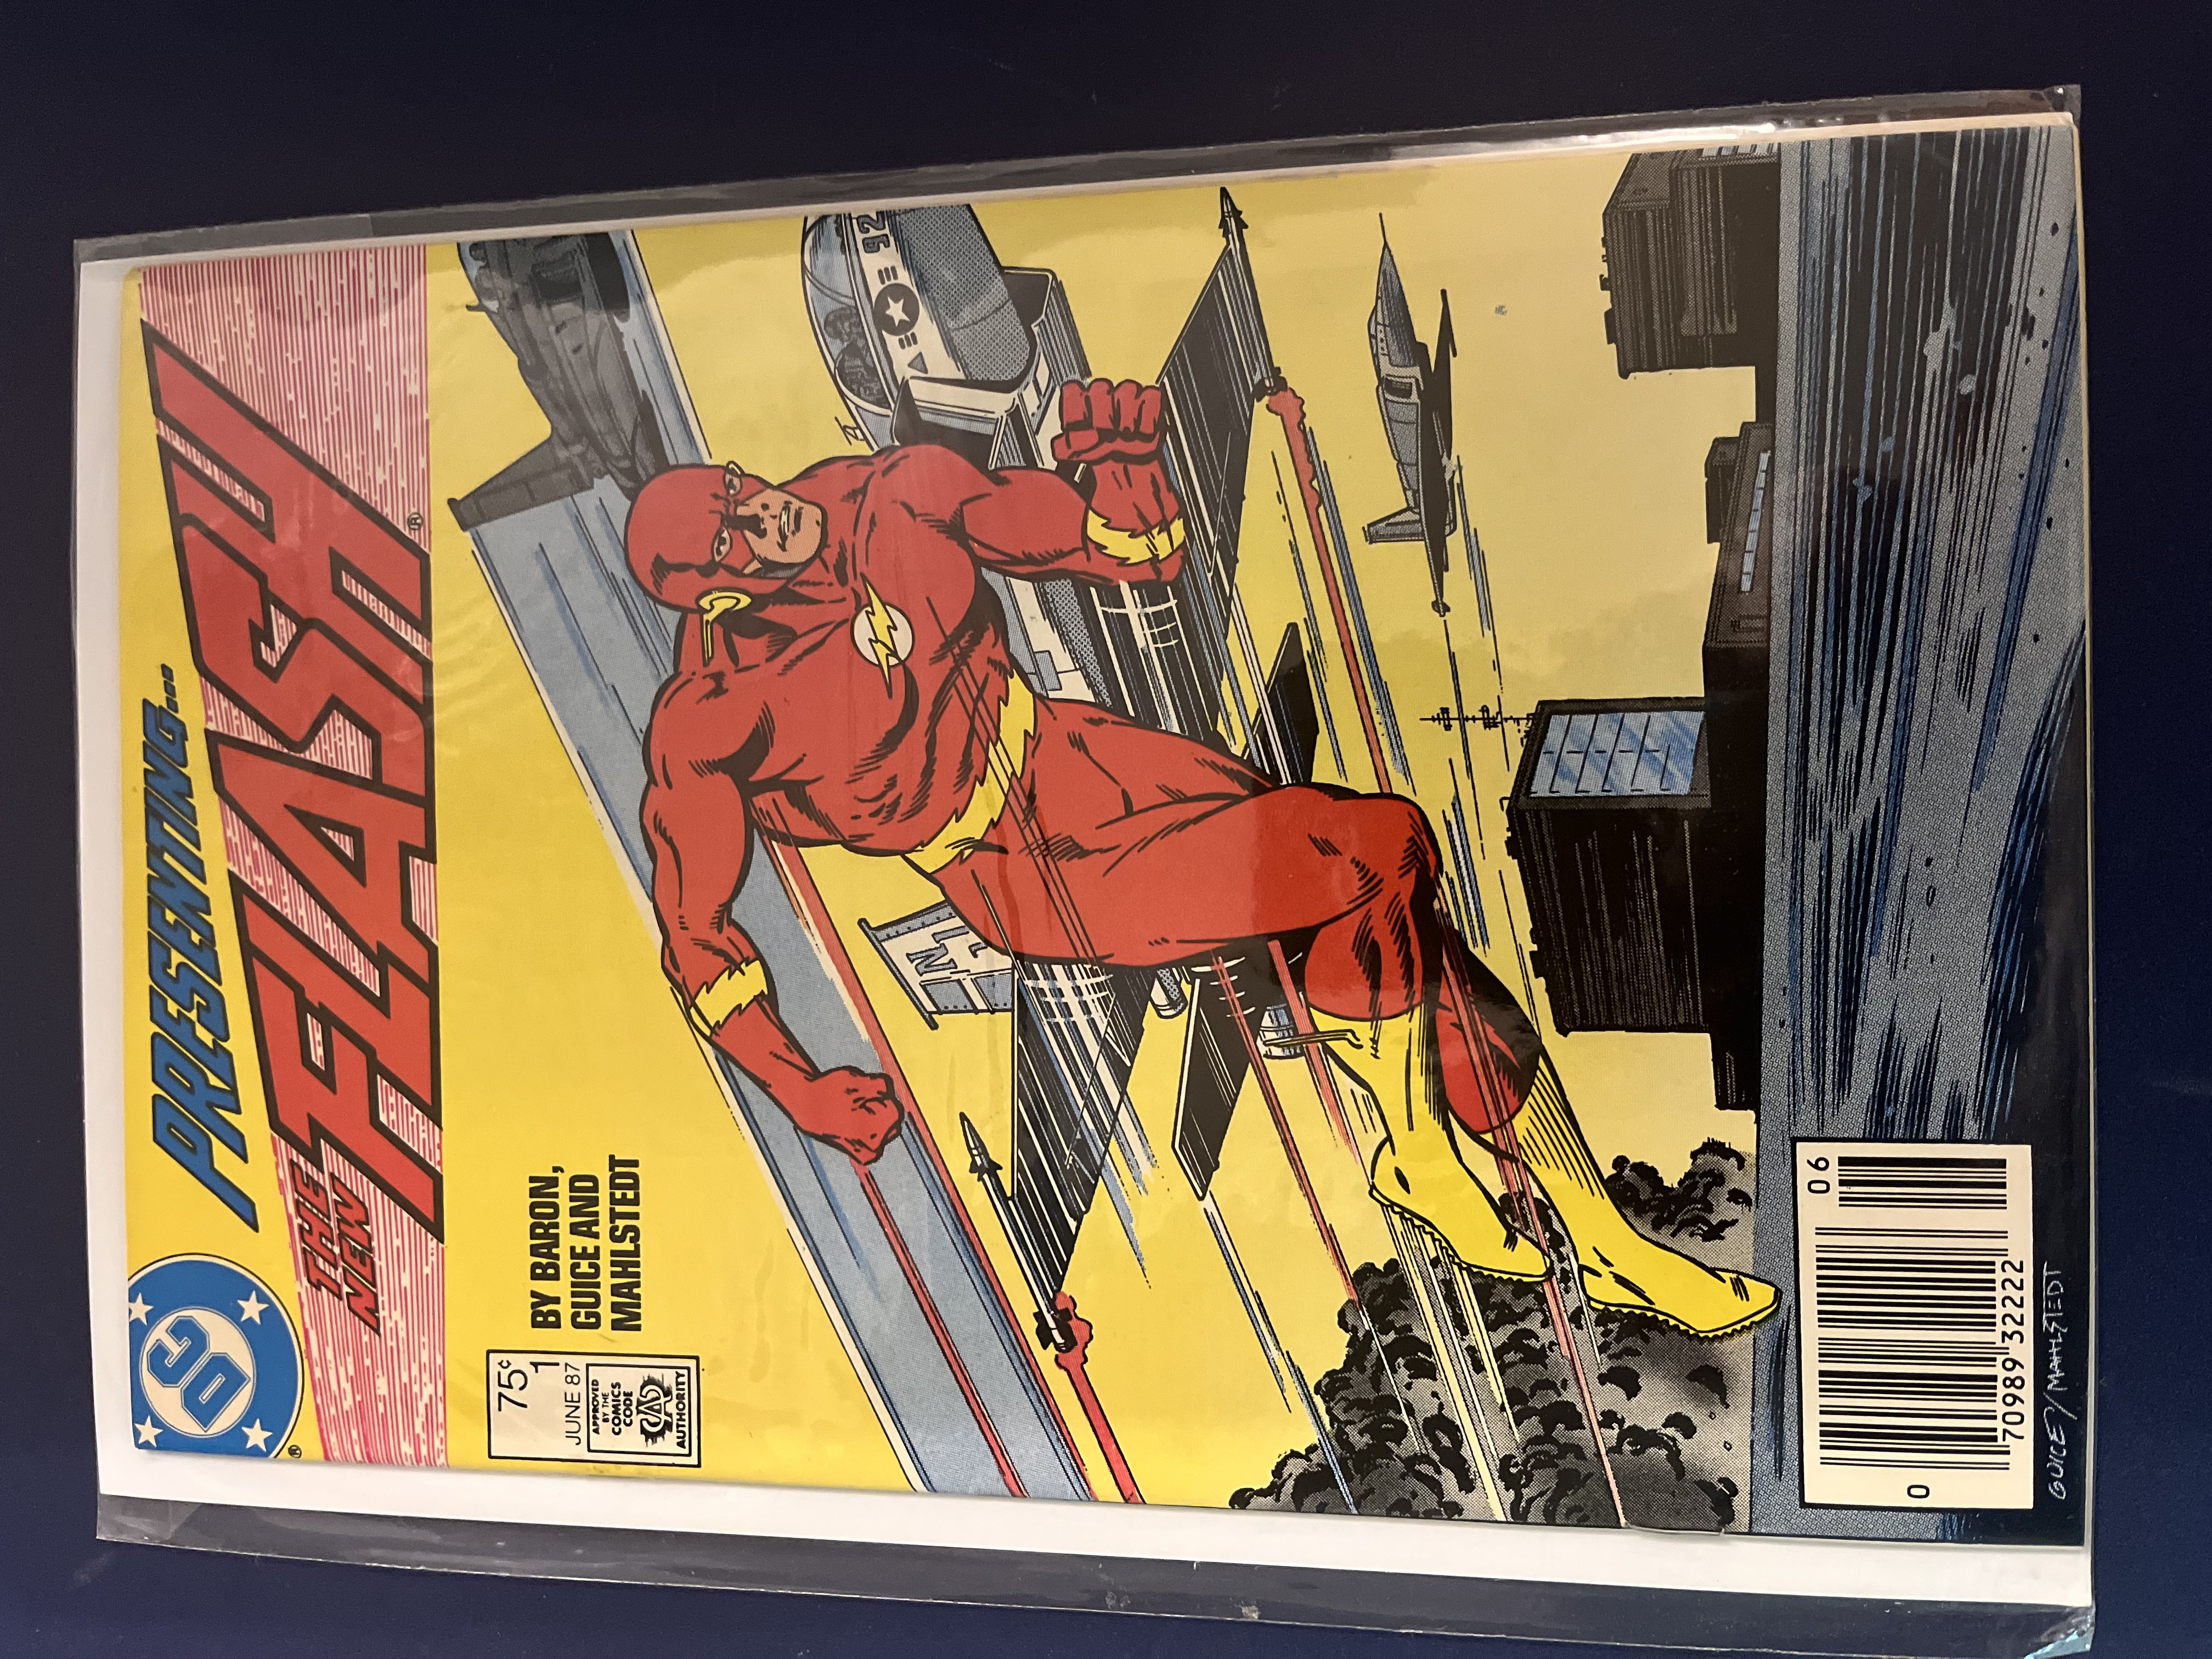 DC
®
PRESENTING...
THE
NEW
FLASH
®
75¢
1
JUNE 87
APPROVED
BY THE
COMICS
CODE
CA
AUTHORITY
BY BARON,
GUICE AND
MAHLSTEDT
92
N
11
06
0
70989 32222
GUICE/MAHLSTEDT